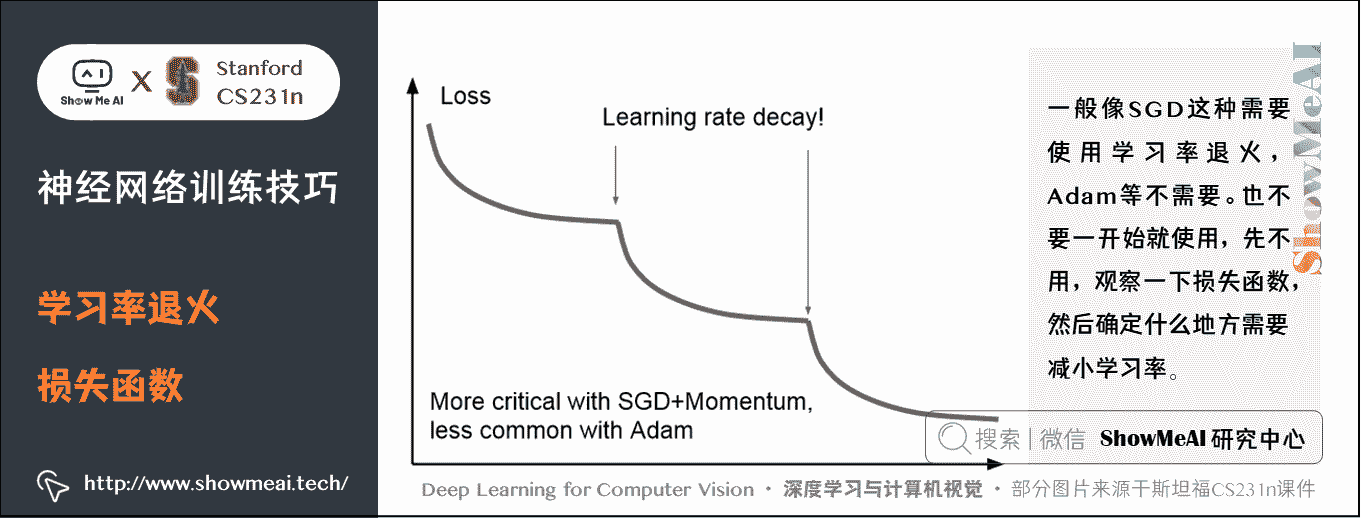 Show Me AI
X
Stanford
CS231n
神经网络训练技巧
学习率退火
损失函数
http://www.showmeai.tech/
Loss
Learning rate decay!
More critical with SGD+Momentum,
less common with Adam
一般像SGD这种需要
使用学习率退火，
Adam等不需要。也不
要一开始就使用，先不
用，观察一下损失函数，
然后确定什么地方需要
减小学习率。
ShowMeAI
搜索 | 微信 ShowMeAI 研究中心
Deep Learning for Computer Vision · 深度学习与计算机视觉 · 部分图片来源于斯坦福CS231n课件